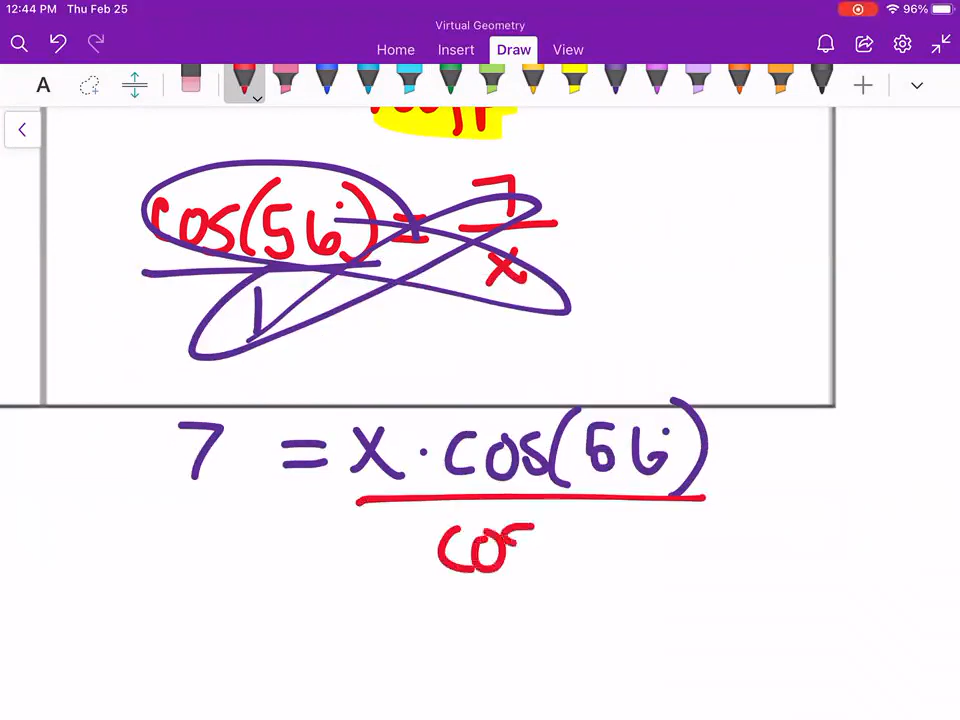 12:44 PM Thu Feb 25
96%
Virtual Geometry
Home Insert Draw View
A
cos(56) = 7/x
1
7 = x · cos(56)
cos